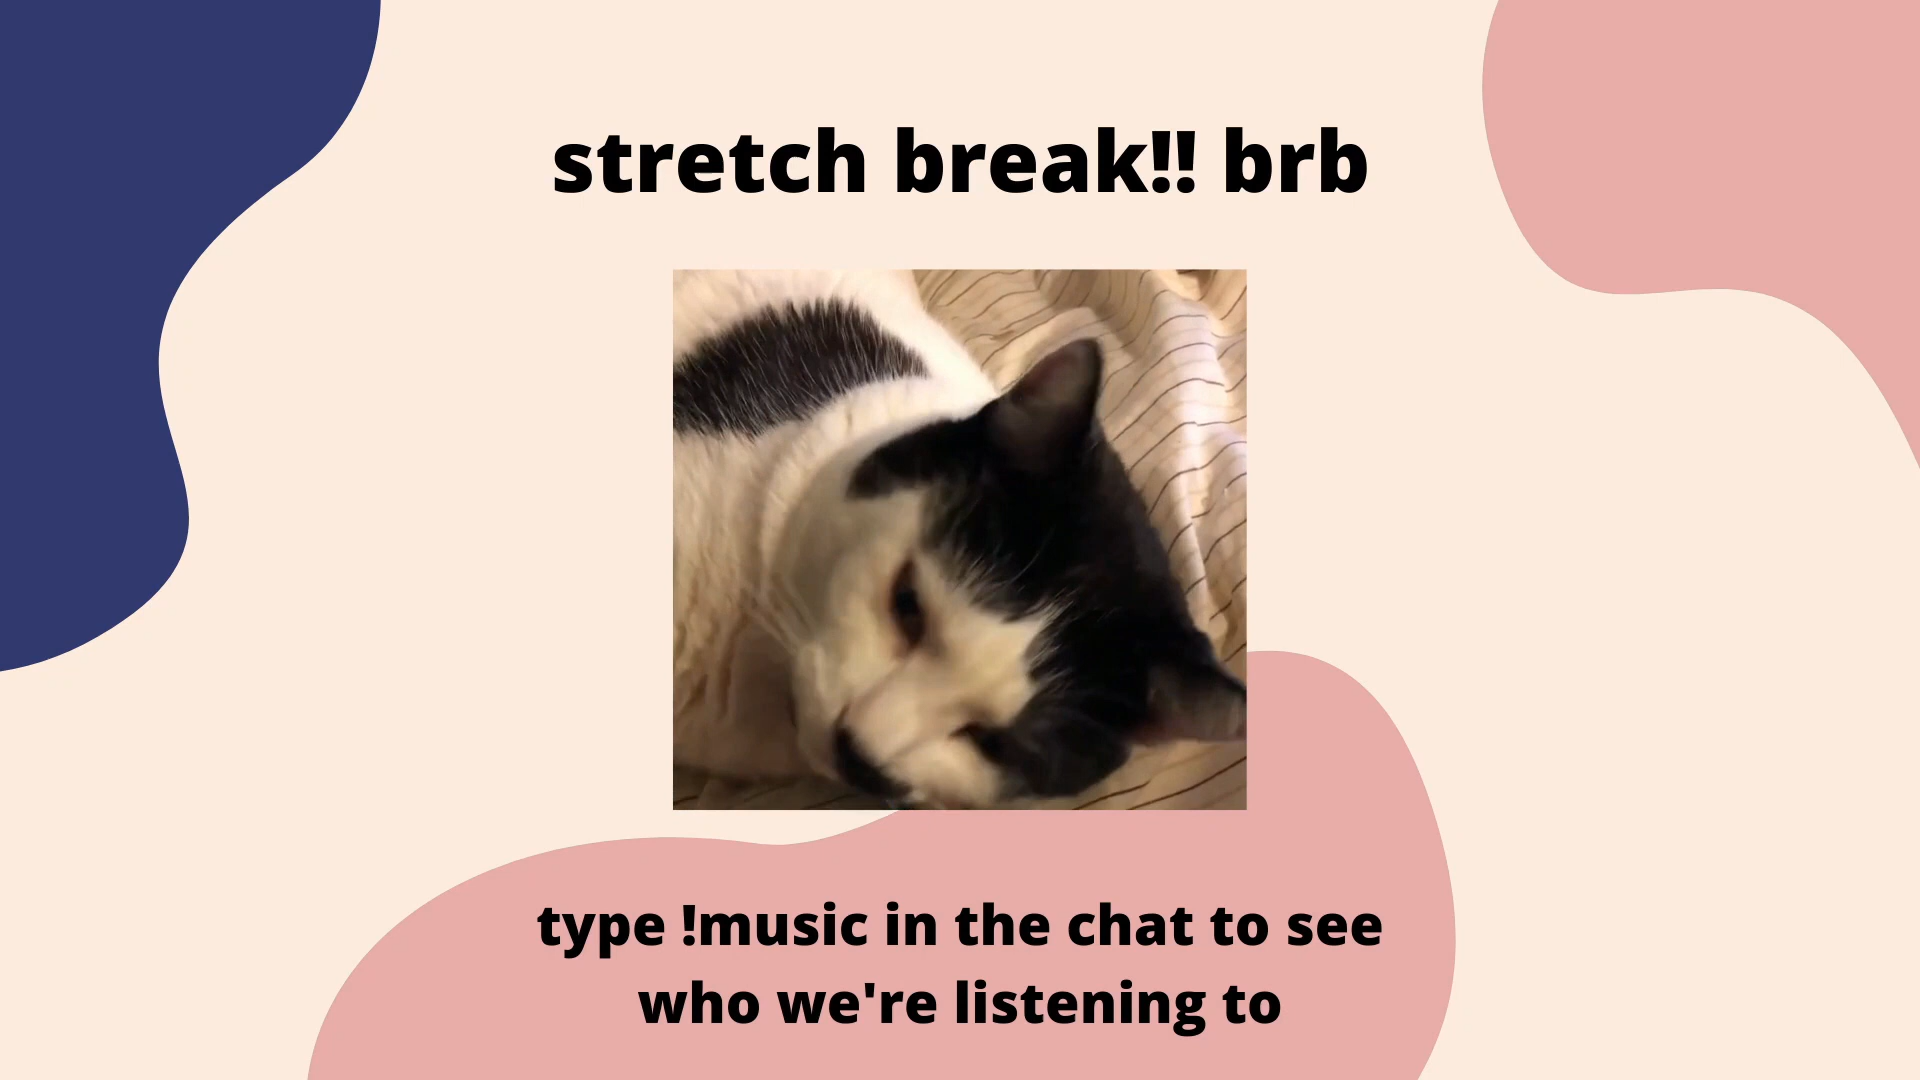 stretch break!! brb
type !music in the chat to see
who we're listening to